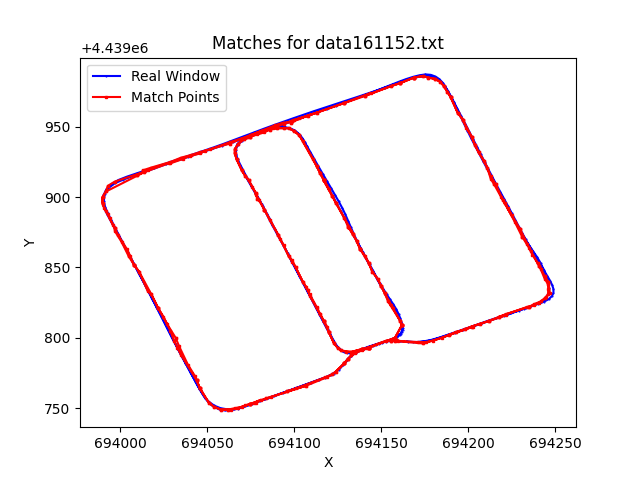 Matches for data161152.txt
+4.439e6
Real Window
Match Points
950
900
850
800
750
Y
694000
694050
694100
694150
694200
694250
X